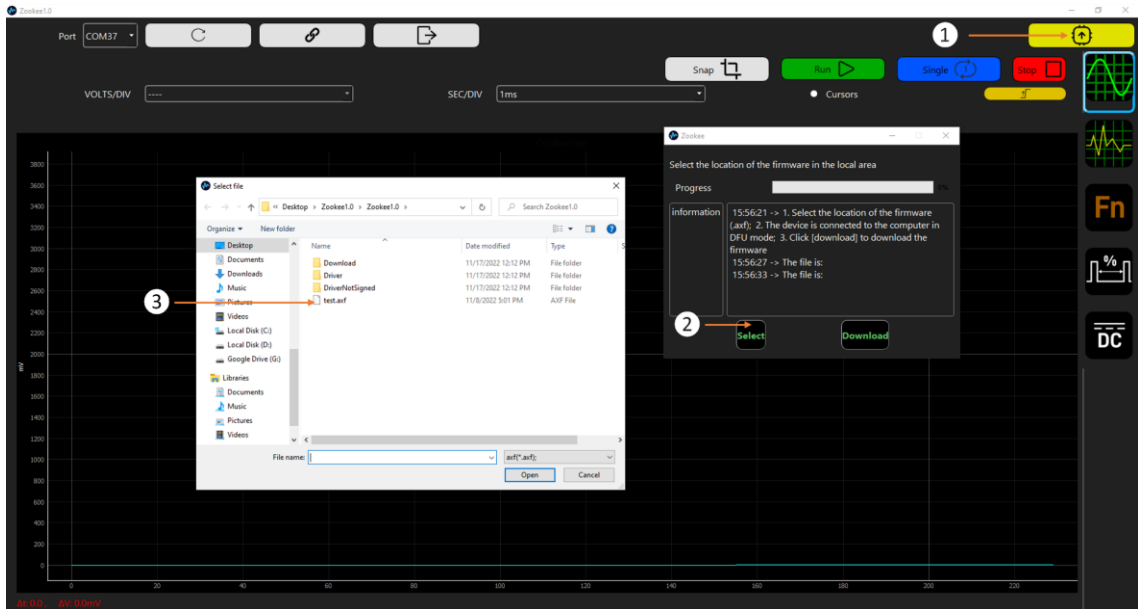 Zookee1.0
Port COM37
1
Snap Run Single Stop
VOLTS/DIV ---- SEC/DIV 1ms Cursors
Zookee
Select the location of the firmware in the local area
Progress
information
15:56:21 -> 1. Select the location of the firmware
(.axf); 2. The device is connected to the computer in
DFU mode; 3. Click [download] to download the
firmware
15:56:27 -> The file is:
15:56:33 -> The file is:
2
Select Download
Select file
« Desktop > Zookee1.0 > Zookee1.0 > Search Zookee1.0
Organize New folder
Desktop
Documents
Downloads
Music
Pictures
Videos
Local Disk (C:)
Local Disk (D:)
Google Drive (G:)
Libraries
Documents
Music
Pictures
Videos
Name Date modified Type S
Download 11/17/2022 12:12 PM File folder
Driver 11/17/2022 12:12 PM File folder
DriverNotSigned 11/17/2022 12:12 PM File folder
test.axf 11/8/2022 5:01 PM AXF File
3
File name: axf(*.axf);
Open Cancel
Fn
%
DC
3800
3600
3400
3200
3000
2800
2600
2400
2200
2000
1800
1600
1400
1200
1000
800
600
400
200
0
mV
0 20 40 60 80 100 120 140 160 180 200 220
Δt:0.0, ΔV: 0.0mV